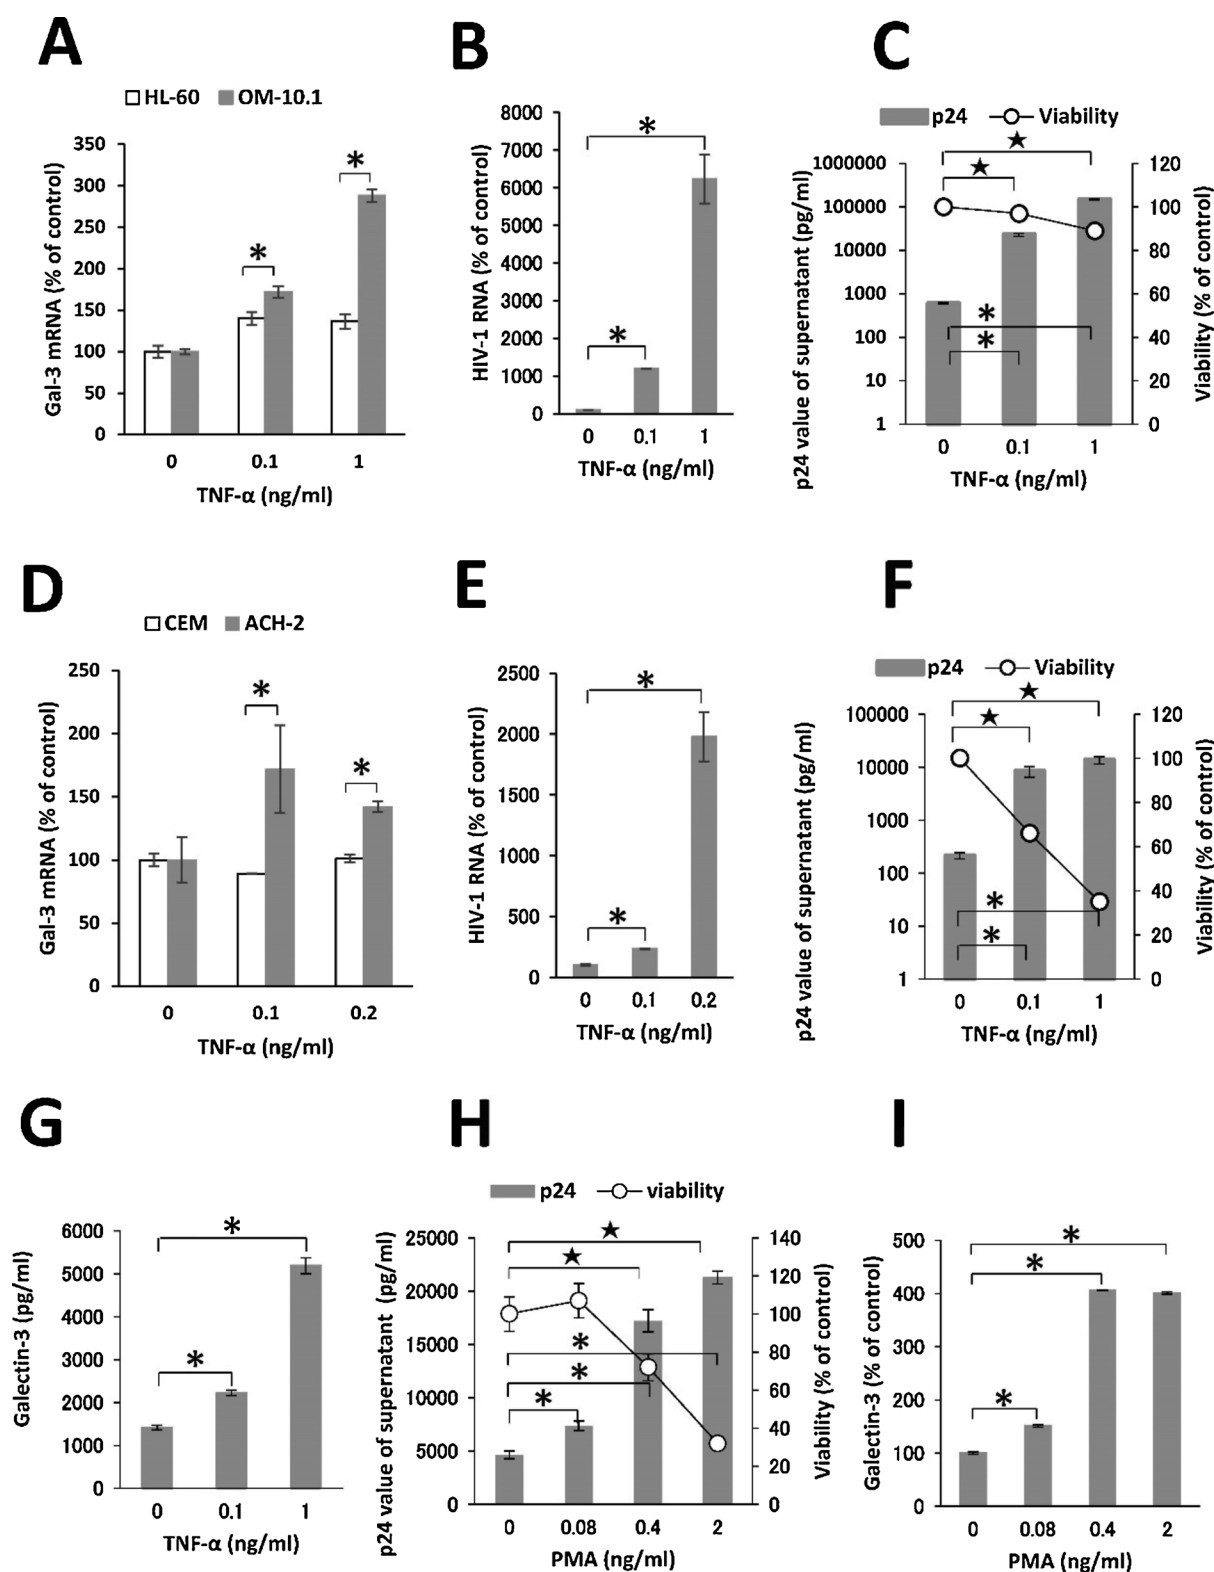 A
HL-60 OM-10.1
Gal-3 mRNA (% of control)
350
300
250
200
150
100
50
0
0 0.1 1
TNF-α (ng/ml)
* *
B
HIV-1 RNA (% of control)
8000
7000
6000
5000
4000
3000
2000
1000
0
0 0.1 1
TNF-α (ng/ml)
* *
C
p24 Viability
p24 value of supernatant (pg/ml)
1000000
100000
10000
1000
100
10
1
★ ★
* *
120
100
80
60
40
20
0
Viability (% of control)
0 0.1 1
TNF-α (ng/ml)
D
CEM ACH-2
Gal-3 mRNA (% of control)
250
200
150
100
50
0
* *
0 0.1 0.2
TNF-α (ng/ml)
E
HIV-1 RNA (% of control)
2500
2000
1500
1000
500
0
* *
0 0.1 0.2
TNF-α (ng/ml)
F
p24 Viability
p24 value of supernatant (pg/ml)
100000
10000
1000
100
10
1
★ ★
* *
120
100
80
60
40
20
0
Viability (% of control)
0 0.1 1
TNF-α (ng/ml)
G
Galectin-3 (pg/ml)
6000
5000
4000
3000
2000
1000
0
* *
0 0.1 1
TNF-α (ng/ml)
H
p24 viability
p24 value of supernatant (pg/ml)
25000
20000
15000
10000
5000
0
★ ★
* * *
140
120
100
80
60
40
20
0
Viability (% of control)
0 0.08 0.4 2
PMA (ng/ml)
I
Galectin-3 (% of control)
500
400
300
200
100
0
* * *
0 0.08 0.4 2
PMA (ng/ml)